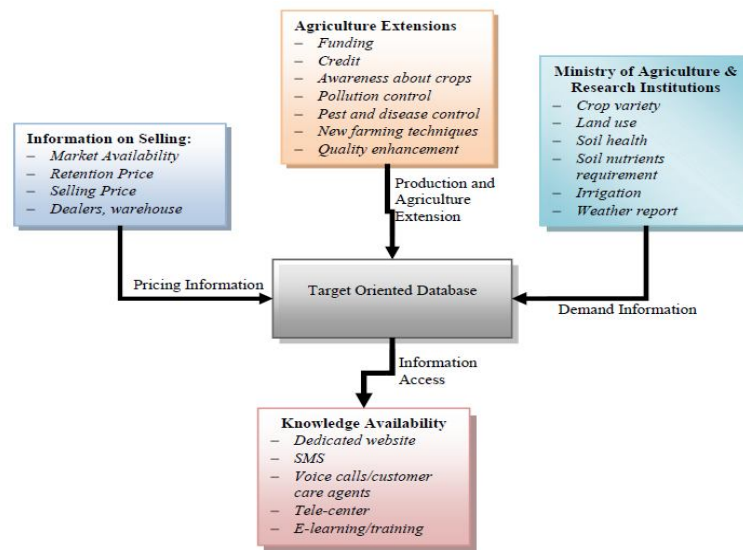 Agriculture Extensions
– Funding
– Credit
– Awareness about crops
– Pollution control
– Pest and disease control
– New farming techniques
– Quality enhancement
Ministry of Agriculture &
Research Institutions
– Crop variety
– Land use
– Soil health
– Soil nutrients
requirement
– Irrigation
– Weather report
Information on Selling:
– Market Availability
– Retention Price
– Selling Price
– Dealers, warehouse
Production and
Agriculture
Extension
Pricing Information
Target Oriented Database
Demand Information
Information
Access
Knowledge Availability
– Dedicated website
– SMS
– Voice calls/customer
care agents
– Tele-center
– E-learning/training